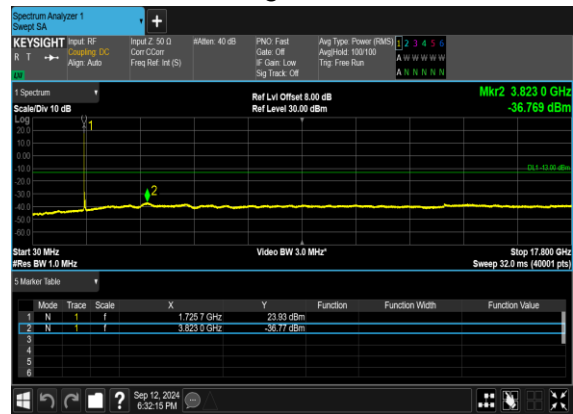 Spectrum Analyzer 1
Swept SA
KEYSIGHT Input: RF Input Z: 50 Ω #Atten: 40 dB PNO: Fast Avg Type: Power (RMS) 1 2 3 4 5 6
R T Coupling: DC Corr CCorr Gate: Off Avg|Hold: 100/100 A W W W W W
Align: Auto Freq Ref: Int (S) IF Gain: Low Trig: Free Run
LW Sig Track: Off A N N N N N
1 Spectrum Ref Lvl Offset 8.00 dB Mkr2 3.823 0 GHz
Scale/Div 10 dB Ref Level 30.00 dBm -36.769 dBm
Log
20.0
10.0
0.00
-10.0
-20.0
-30.0
-40.0
-50.0
-60.0
1
DL1 -13.00 dBm
2
Start 30 MHz Video BW 3.0 MHz* Stop 17.800 GHz
#Res BW 1.0 MHz Sweep 32.0 ms (40001 pts)
5 Marker Table
Mode Trace Scale X Y Function Function Width Function Value
1 N 1 f 1.725 7 GHz 23.93 dBm
2 N 1 f 3.823 0 GHz -36.77 dBm
3
4
5
6
? Sep 12, 2024
6:32:15 PM